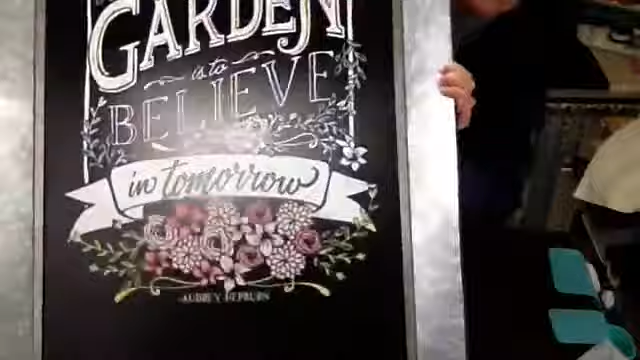 GARDEN
is to
BELIEVE
in tomorrow
-AUDREY HEPBURN